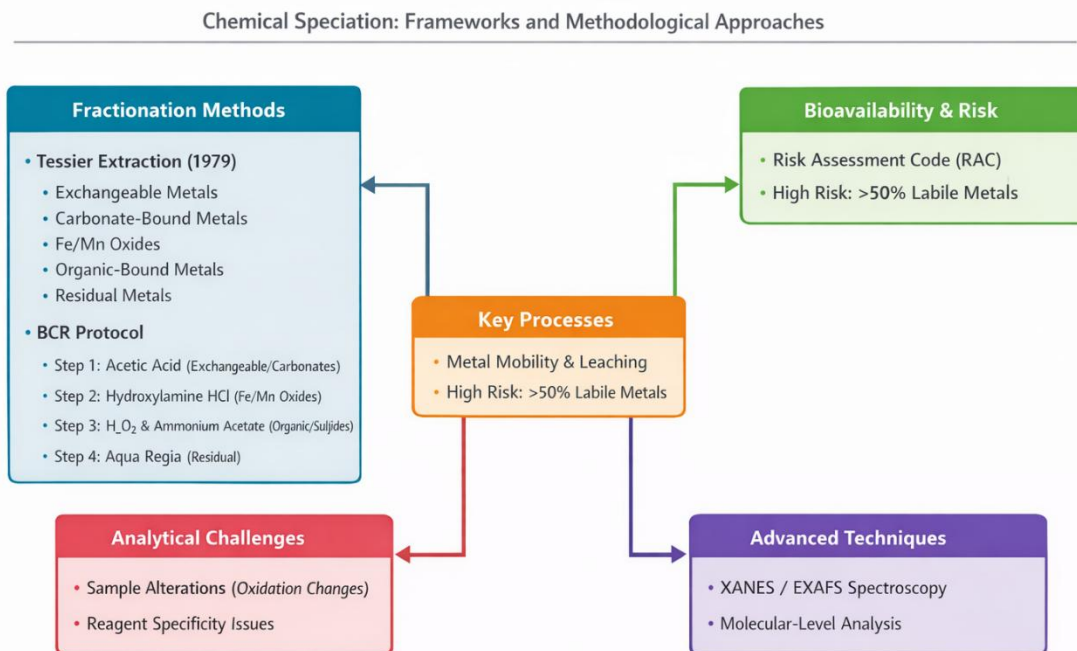 Chemical Speciation: Frameworks and Methodological Approaches
Fractionation Methods
• Tessier Extraction (1979)
• Exchangeable Metals
• Carbonate-Bound Metals
• Fe/Mn Oxides
• Organic-Bound Metals
• Residual Metals
• BCR Protocol
• Step 1: Acetic Acid (Exchangeable/Carbonates)
• Step 2: Hydroxylamine HCl (Fe/Mn Oxides)
• Step 3: H_O₂ & Ammonium Acetate (Organic/Suljides)
• Step 4: Aqua Regia (Residual)
Bioavailability & Risk
• Risk Assessment Code (RAC)
• High Risk: >50% Labile Metals
Key Processes
• Metal Mobility & Leaching
• High Risk: >50% Labile Metals
Analytical Challenges
• Sample Alterations (Oxidation Changes)
• Reagent Specificity Issues
Advanced Techniques
• XANES / EXAFS Spectroscopy
• Molecular-Level Analysis